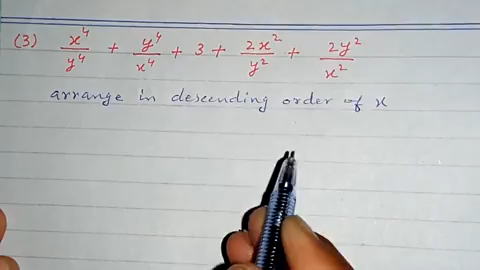 (3) x⁴/y⁴ + y⁴/x⁴ + 3 + 2x²/y² + 2y²/x²
arrange in descending order of x